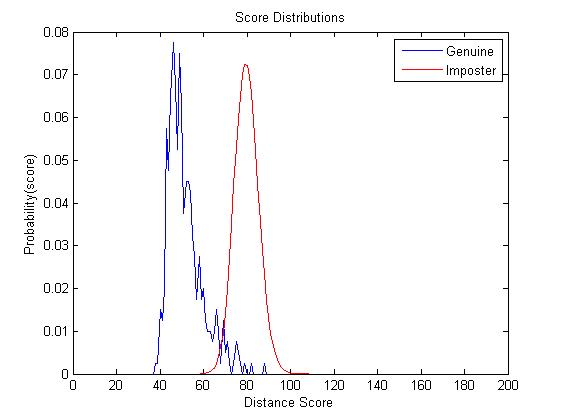 Score Distributions
Genuine
Imposter
Probability(score)
0.08
0.07
0.06
0.05
0.04
0.03
0.02
0.01
0
0 20 40 60 80 100 120 140 160 180 200
Distance Score